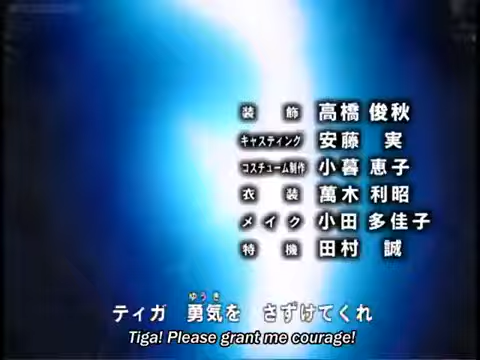 装飾 高橋 俊秋
キャスティング 安藤 実
コスチューム制作 小暮 恵子
衣装 萬木 利昭
メイク 小田 多佳子
特機 田村 誠
ゆうき
ティガ 勇気を さずけてくれ
Tiga! Please grant me courage!